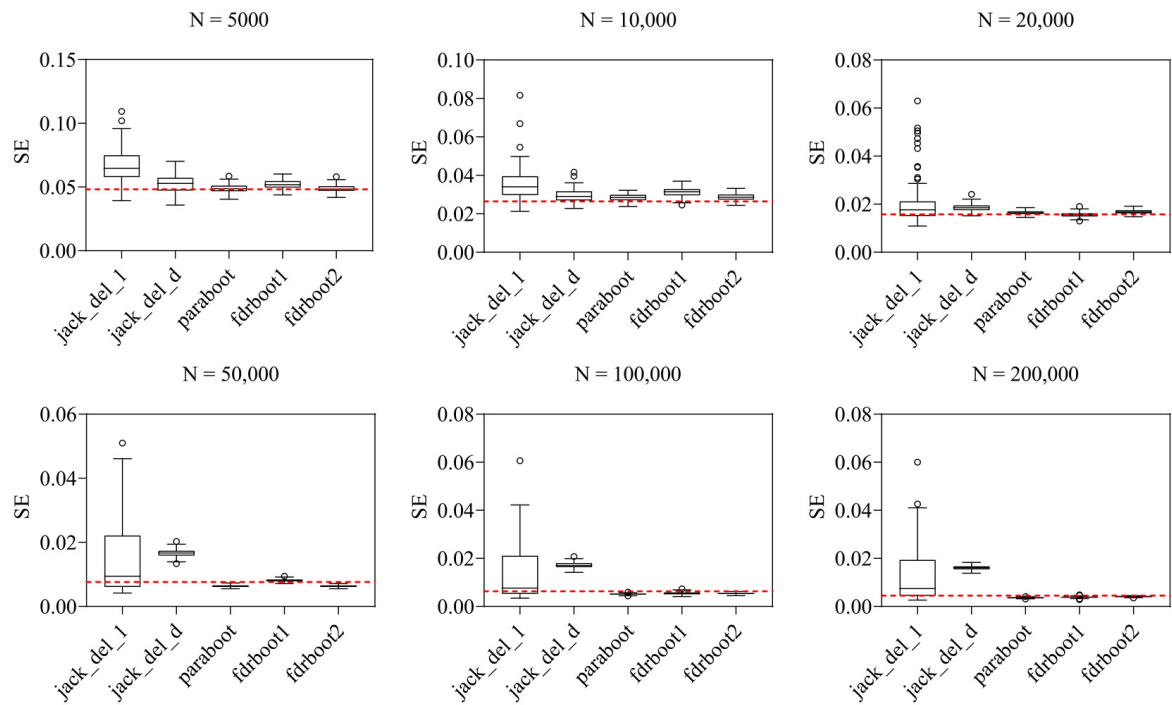 N = 5000
N = 10,000
N = 20,000
SE
0.15
0.10
0.05
0.00
jack_del_1
jack_del_d
paraboot
fdrboot1
fdrboot2
SE
0.10
0.08
0.06
0.04
0.02
0.00
jack_del_1
jack_del_d
paraboot
fdrboot1
fdrboot2
SE
0.08
0.06
0.04
0.02
0.00
jack_del_1
jack_del_d
paraboot
fdrboot1
fdrboot2
N = 50,000
N = 100,000
N = 200,000
SE
0.06
0.04
0.02
0.00
jack_del_1
jack_del_d
paraboot
fdrboot1
fdrboot2
SE
0.08
0.06
0.04
0.02
0.00
jack_del_1
jack_del_d
paraboot
fdrboot1
fdrboot2
SE
0.08
0.06
0.04
0.02
0.00
jack_del_1
jack_del_d
paraboot
fdrboot1
fdrboot2